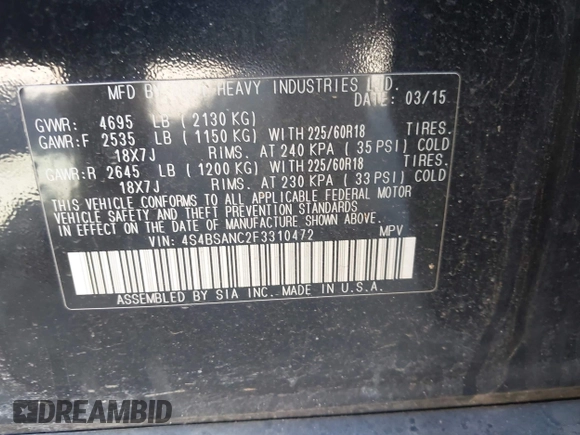 MFD BY HEAVY INDUSTRIES LTD.
DATE: 03/15
GVWR: 4695 LB (2130 KG)
GAWR:F 2535 LB (1150 KG) WITH 225/60R18 TIRES.
18X7J RIMS. AT 240 KPA (35 PSI) COLD
GAWR:R 2645 LB (1200 KG) WITH 225/60R18 TIRES.
18X7J RIMS. AT 230 KPA (33 PSI) COLD
THIS VEHICLE CONFORMS TO ALL APPLICABLE FEDERAL MOTOR
VEHICLE SAFETY AND THEFT PREVENTION STANDARDS
IN EFFECT ON THE DATE OF MANUFACTURE SHOWN ABOVE.
VIN: 4S4BSANC2F3310472 MPV
ASSEMBLED BY SIA INC. MADE IN U.S.A.
DREAMBID